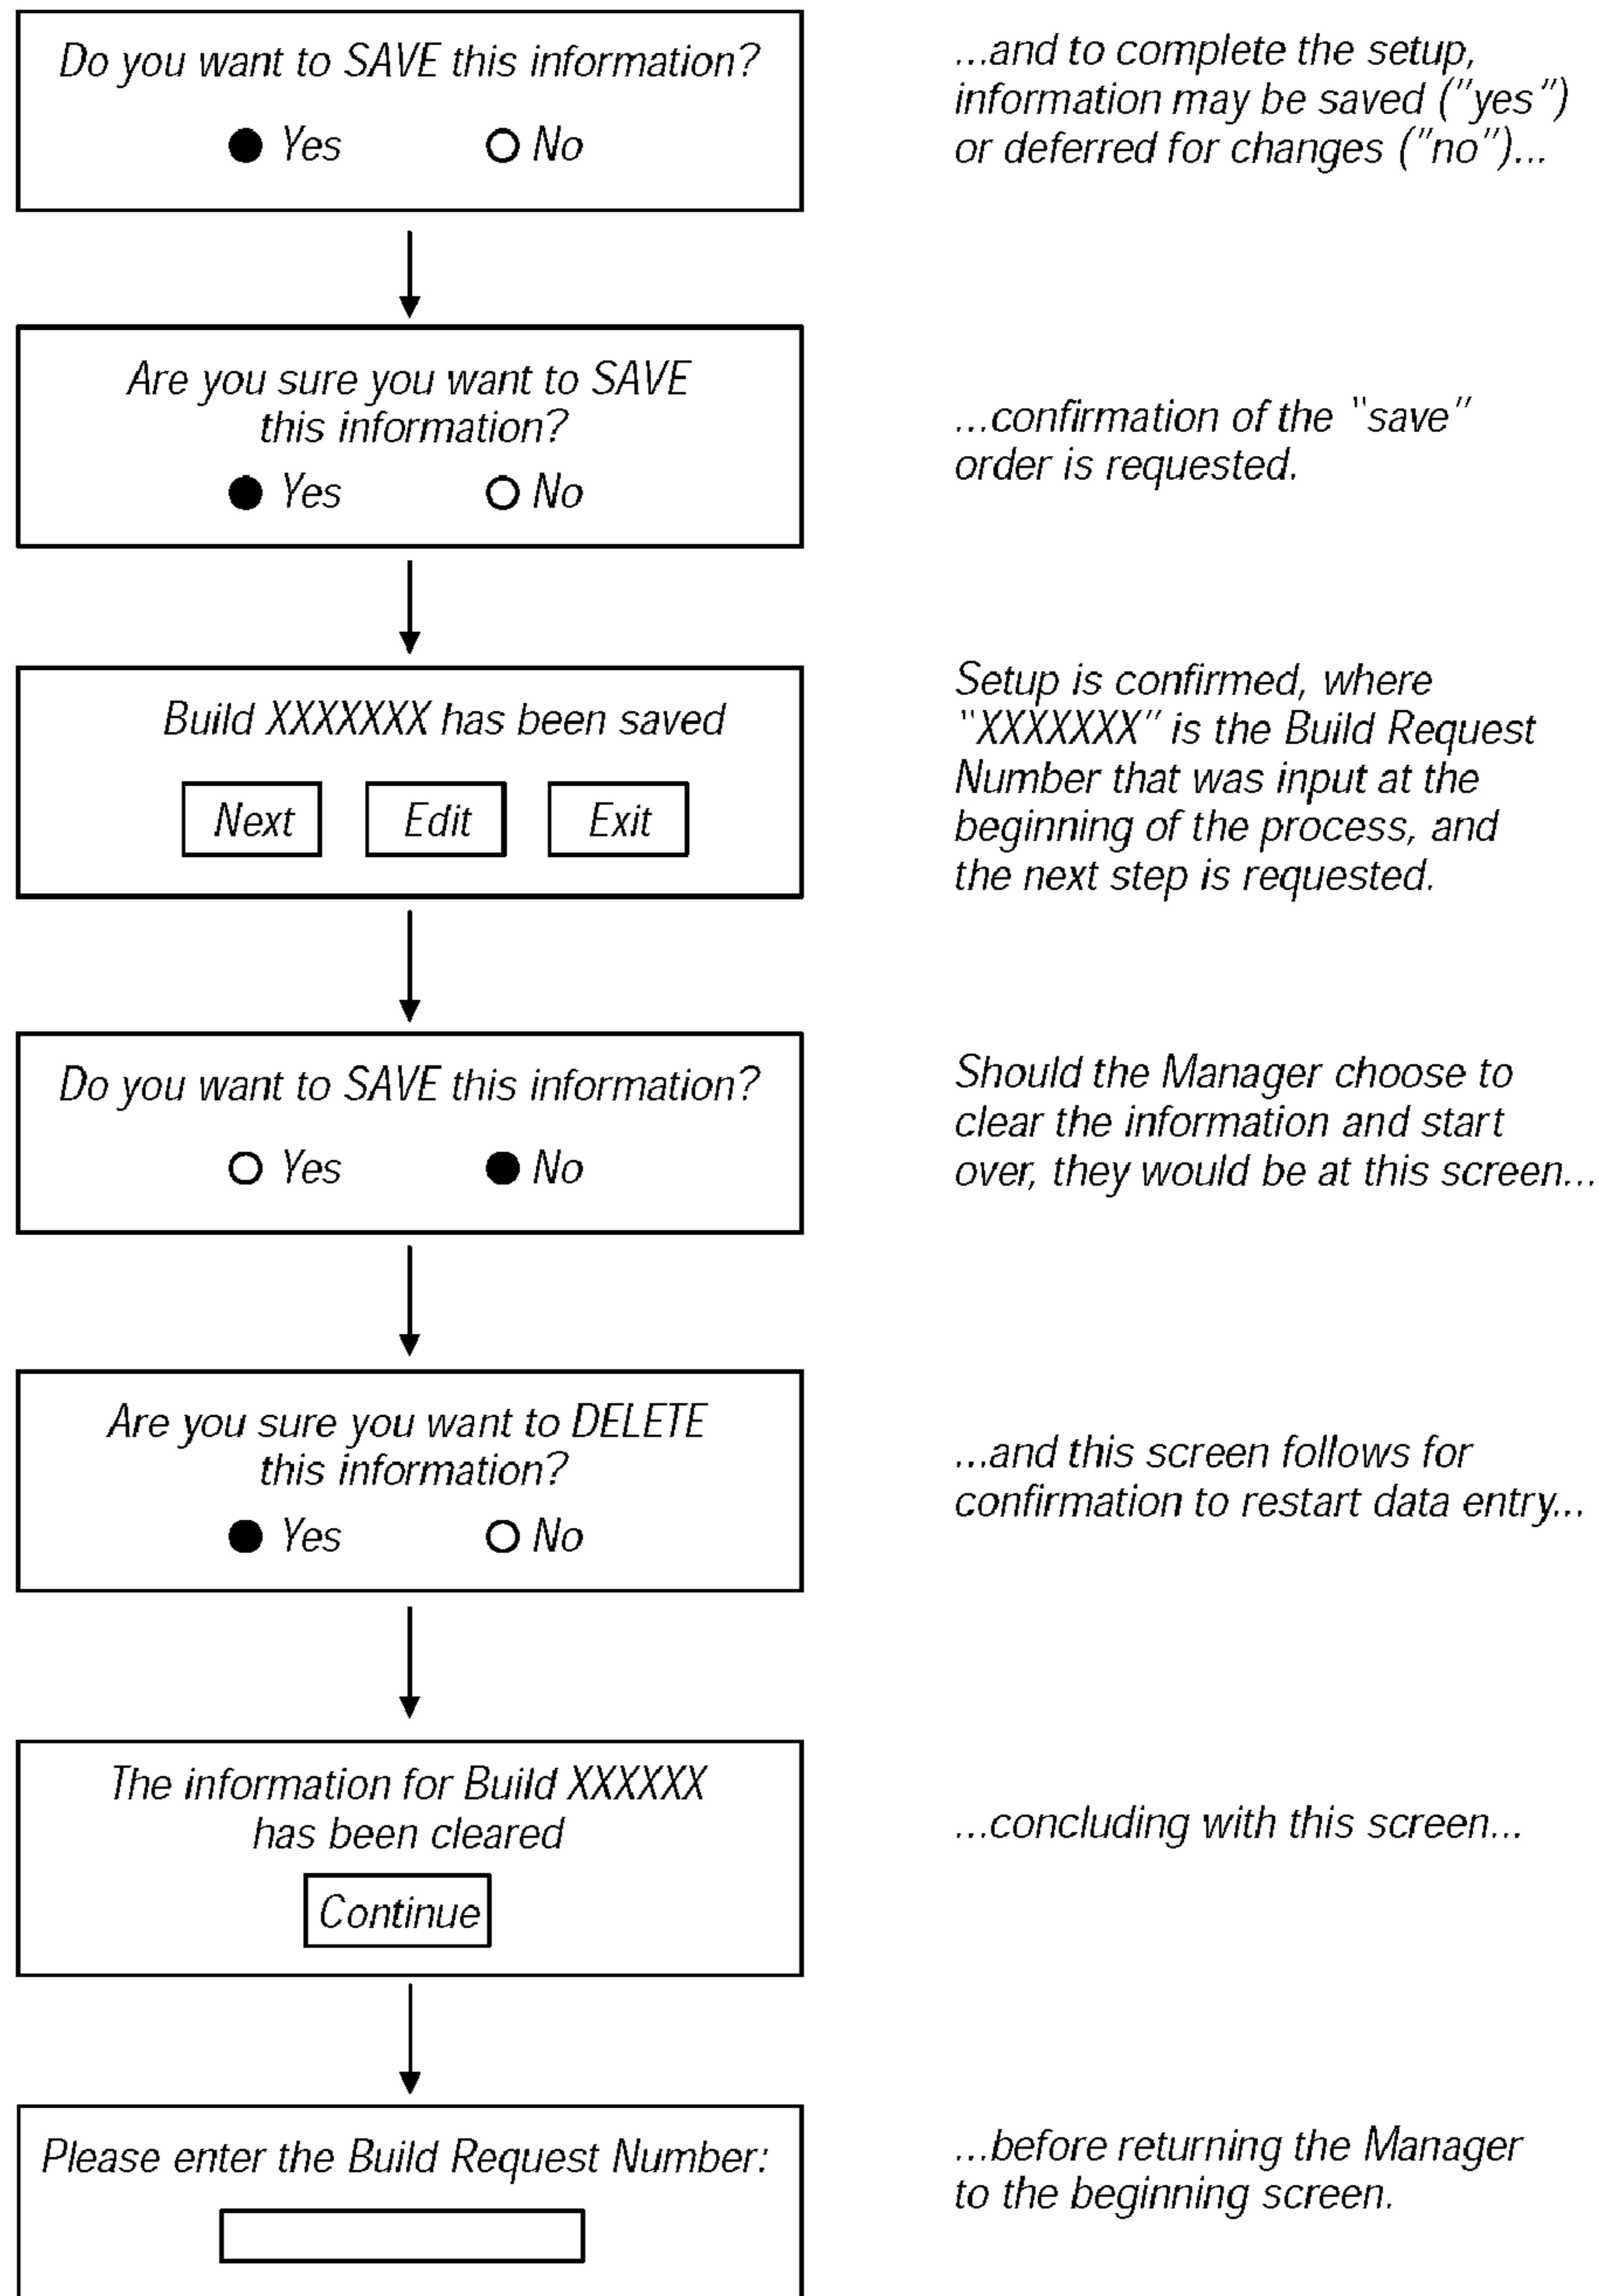 Do you want to SAVE this information?
Yes No
...and to complete the setup,
information may be saved ("yes")
or deferred for changes ("no")...
Are you sure you want to SAVE
this information?
Yes No
...confirmation of the "save"
order is requested.
Build XXXXXXX has been saved
Next Edit Exit
Setup is confirmed, where
"XXXXXXX" is the Build Request
Number that was input at the
beginning of the process, and
the next step is requested.
Do you want to SAVE this information?
Yes No
Should the Manager choose to
clear the information and start
over, they would be at this screen...
Are you sure you want to DELETE
this information?
Yes No
...and this screen follows for
confirmation to restart data entry...
The information for Build XXXXXX
has been cleared
Continue
...concluding with this screen...
Please enter the Build Request Number:
...before returning the Manager
to the beginning screen.